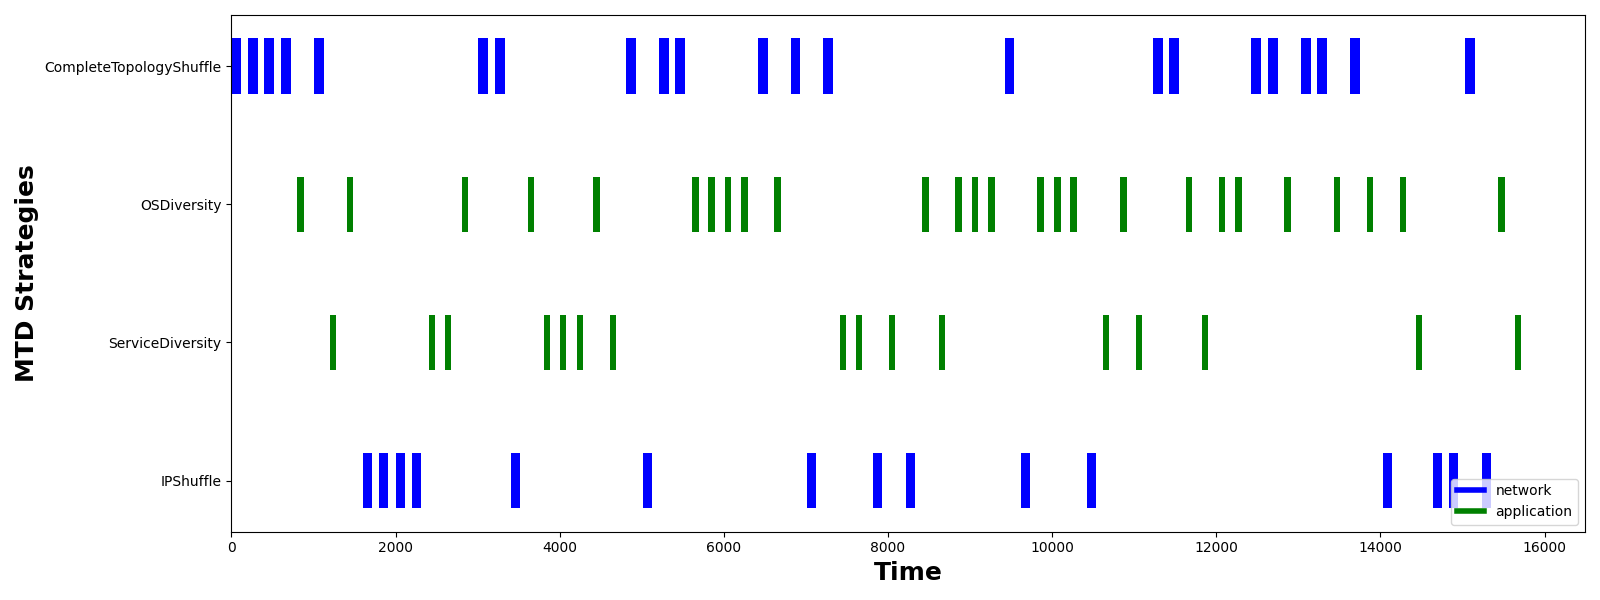 MTD Strategies
CompleteTopologyShuffle
OSDiversity
ServiceDiversity
IPShuffle
network
application
0 2000 4000 6000 8000 10000 12000 14000 16000
Time